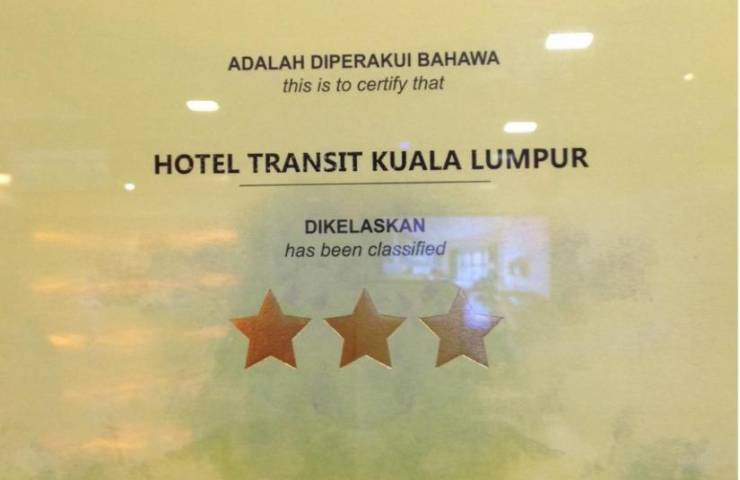 ADALAH DIPERAKUI BAHAWA
this is to certify that
HOTEL TRANSIT KUALA LUMPUR
DIKELASKAN
has been classified